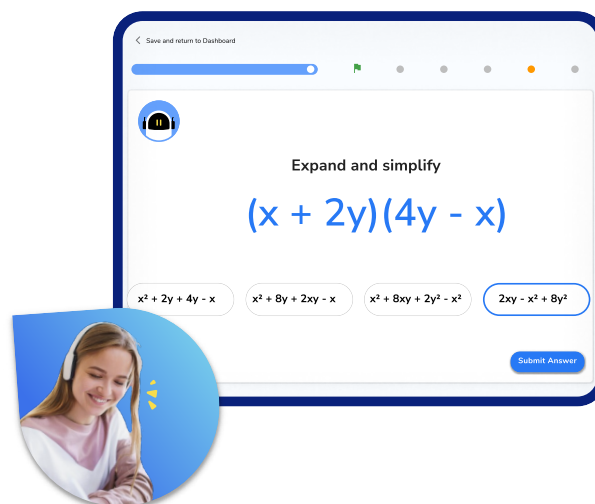 Save and return to Dashboard
Expand and simplify
(x + 2y)(4y - x)
x² + 2y + 4y - x
x² + 8y + 2xy - x
x² + 8xy + 2y² - x²
2xy - x² + 8y²
Submit Answer